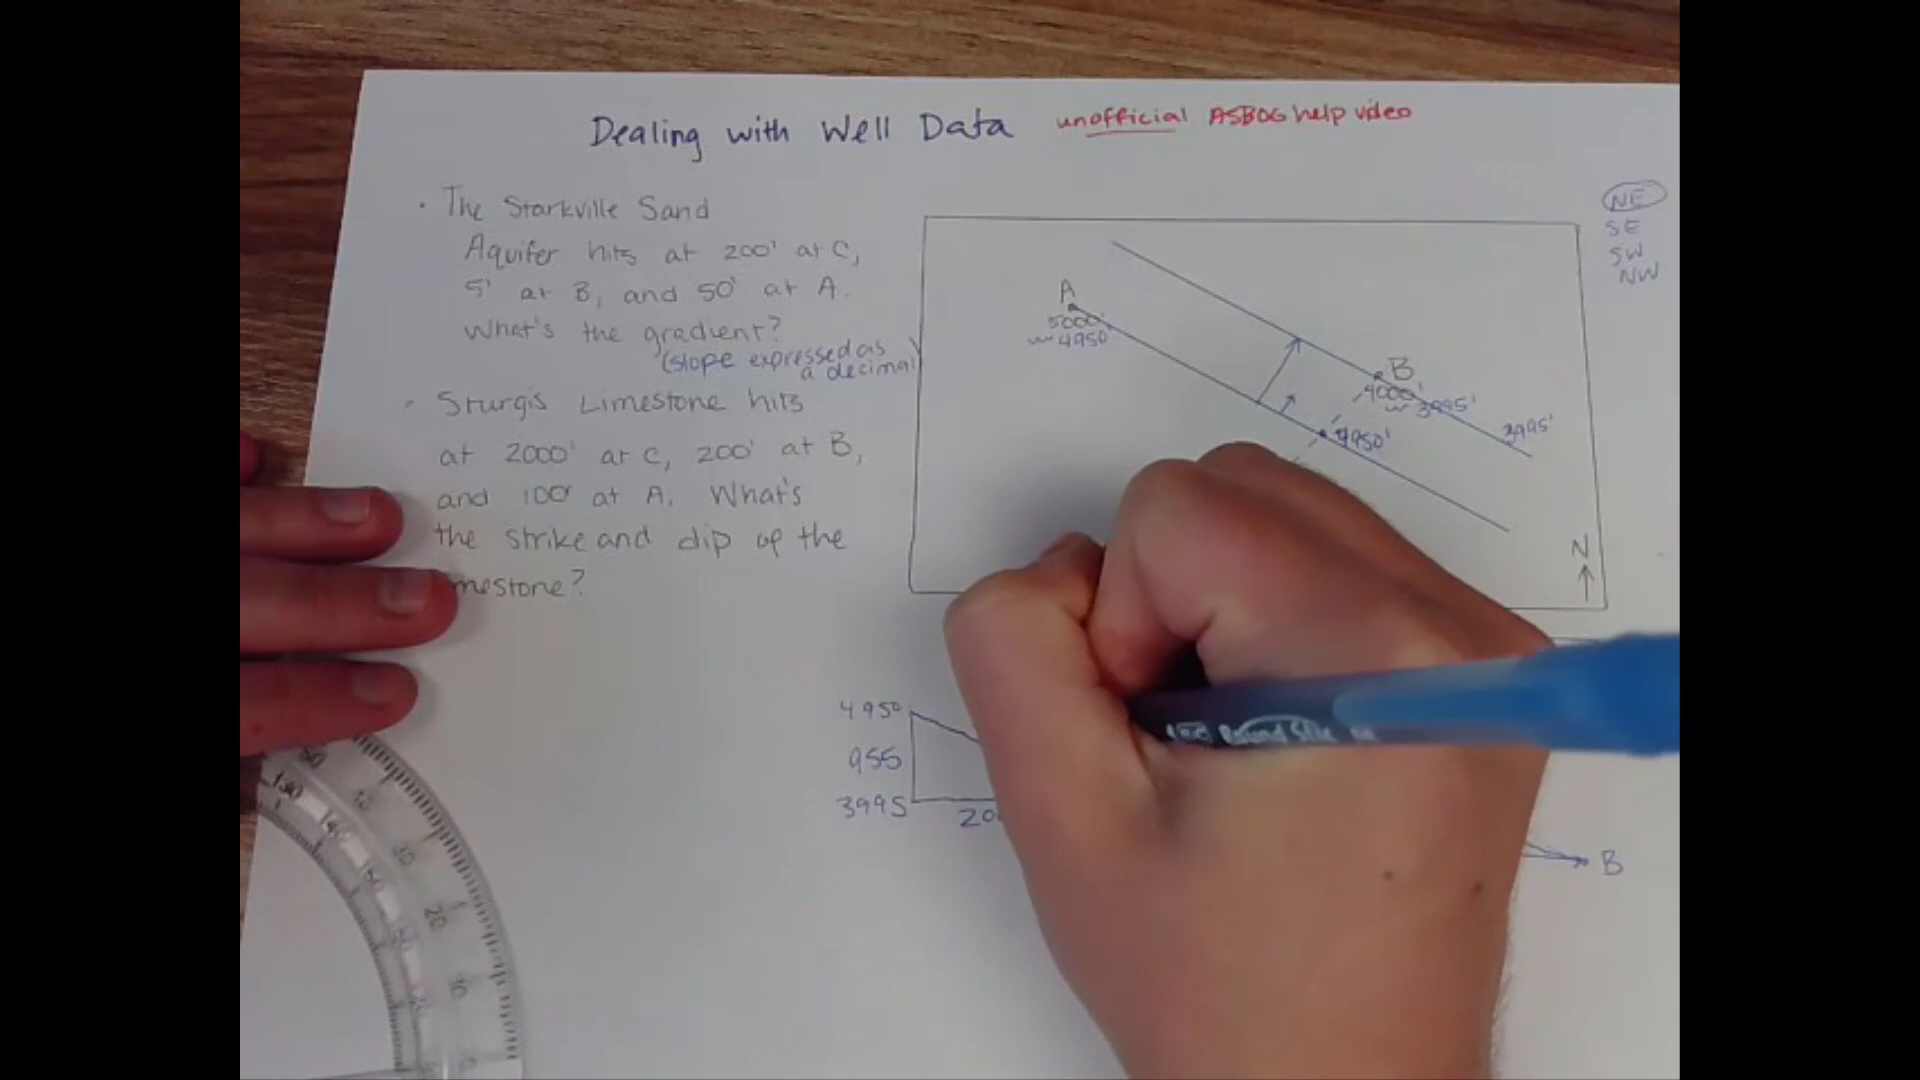 Dealing with Well Data unofficial ASBOG help video
• The Starkville Sand
Aquifer hits at 200' at C,
5' at B, and 50' at A.
What's the gradient?
(slope expressed as
a decimal
• Sturgis Limestone hits
at 2000' at C, 200' at B,
and 100' at A. What's
the strike and dip of the
mestone?
NE
SE
SW
NW
A
5000'
w 4950
B
4000'
w 3995'
3995'
4950'
N
4950
955
3995
B
Round Stic